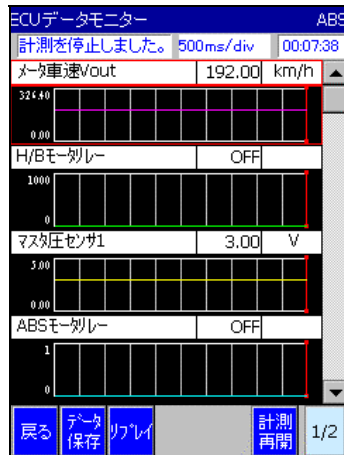 ECUデータモニター ABS
計測を停止しました。 500ms/div 00:07:38
メータ車速Vout 192.00 km/h
326.40
0.00
H/Bモータリレー OFF
1000
0
マスタ圧センサ1 3.00 V
5.00
0.00
ABSモータリレー OFF
1
0
戻る データ保存 リプレイ 計測再開 1/2